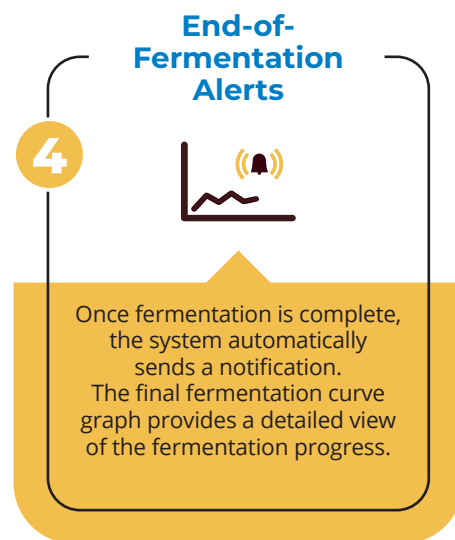 End-of-
Fermentation
Alerts
4
Once fermentation is complete,
the system automatically
sends a notification.
The final fermentation curve
graph provides a detailed view
of the fermentation progress.